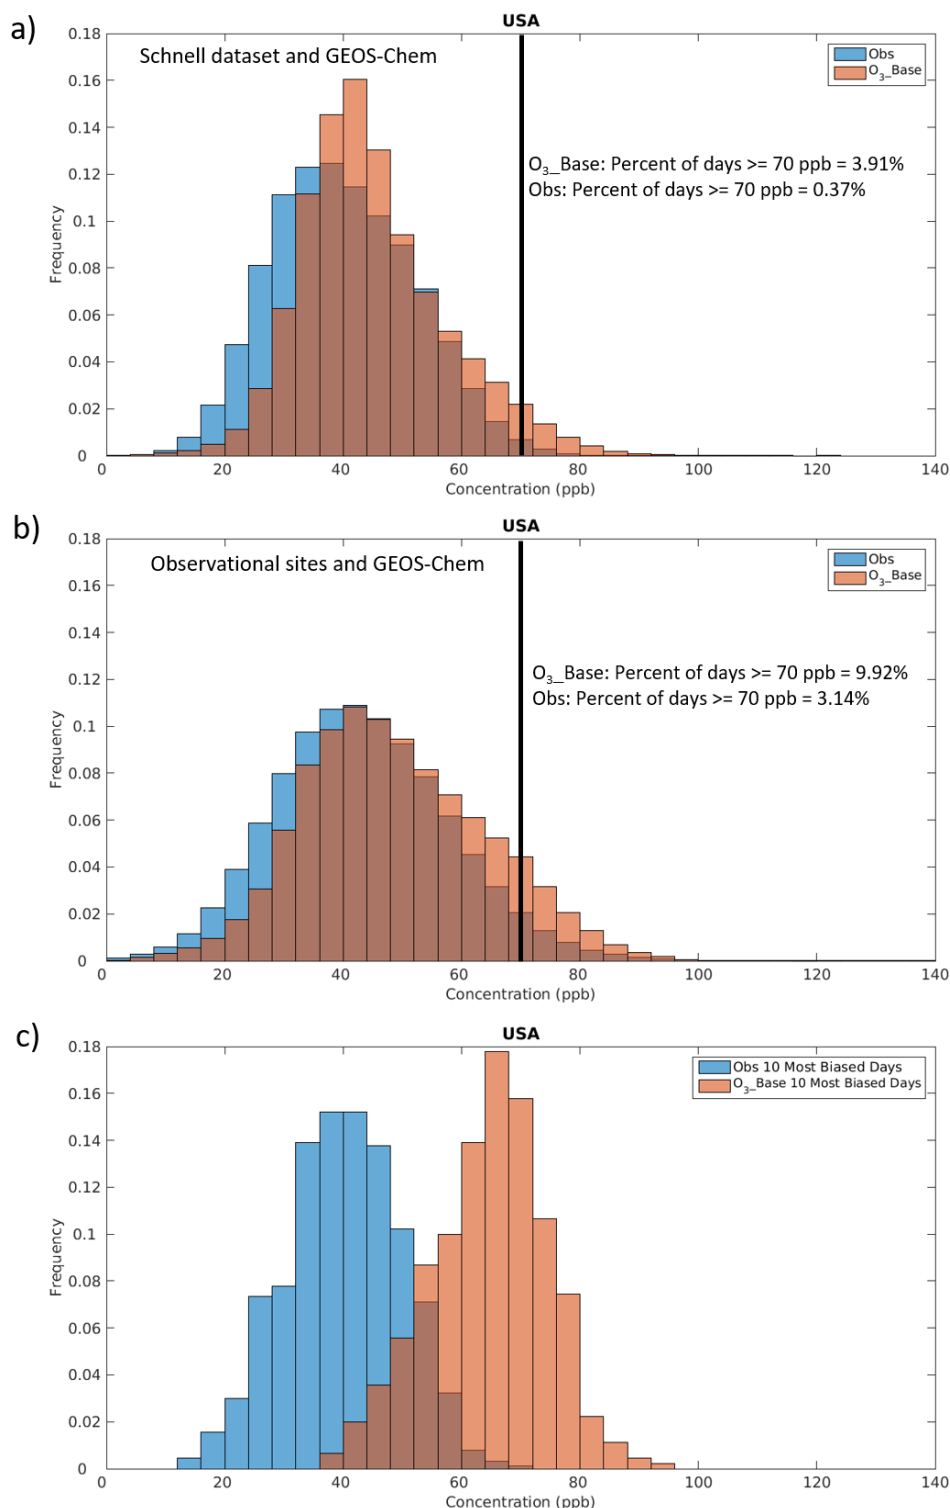 a)
USA
Schnell dataset and GEOS-Chem
Obs
O₃_Base
O₃_Base: Percent of days >= 70 ppb = 3.91%
Obs: Percent of days >= 70 ppb = 0.37%
Frequency
0.18
0.16
0.14
0.12
0.1
0.08
0.06
0.04
0.02
0
0 20 40 60 80 100 120 140
Concentration (ppb)
b)
USA
Observational sites and GEOS-Chem
Obs
O₃_Base
O₃_Base: Percent of days >= 70 ppb = 9.92%
Obs: Percent of days >= 70 ppb = 3.14%
Frequency
0.18
0.16
0.14
0.12
0.1
0.08
0.06
0.04
0.02
0
0 20 40 60 80 100 120 140
Concentration (ppb)
c)
USA
Obs 10 Most Biased Days
O₃_Base 10 Most Biased Days
Frequency
0.18
0.16
0.14
0.12
0.1
0.08
0.06
0.04
0.02
0
0 20 40 60 80 100 120 140
Concentration (ppb)